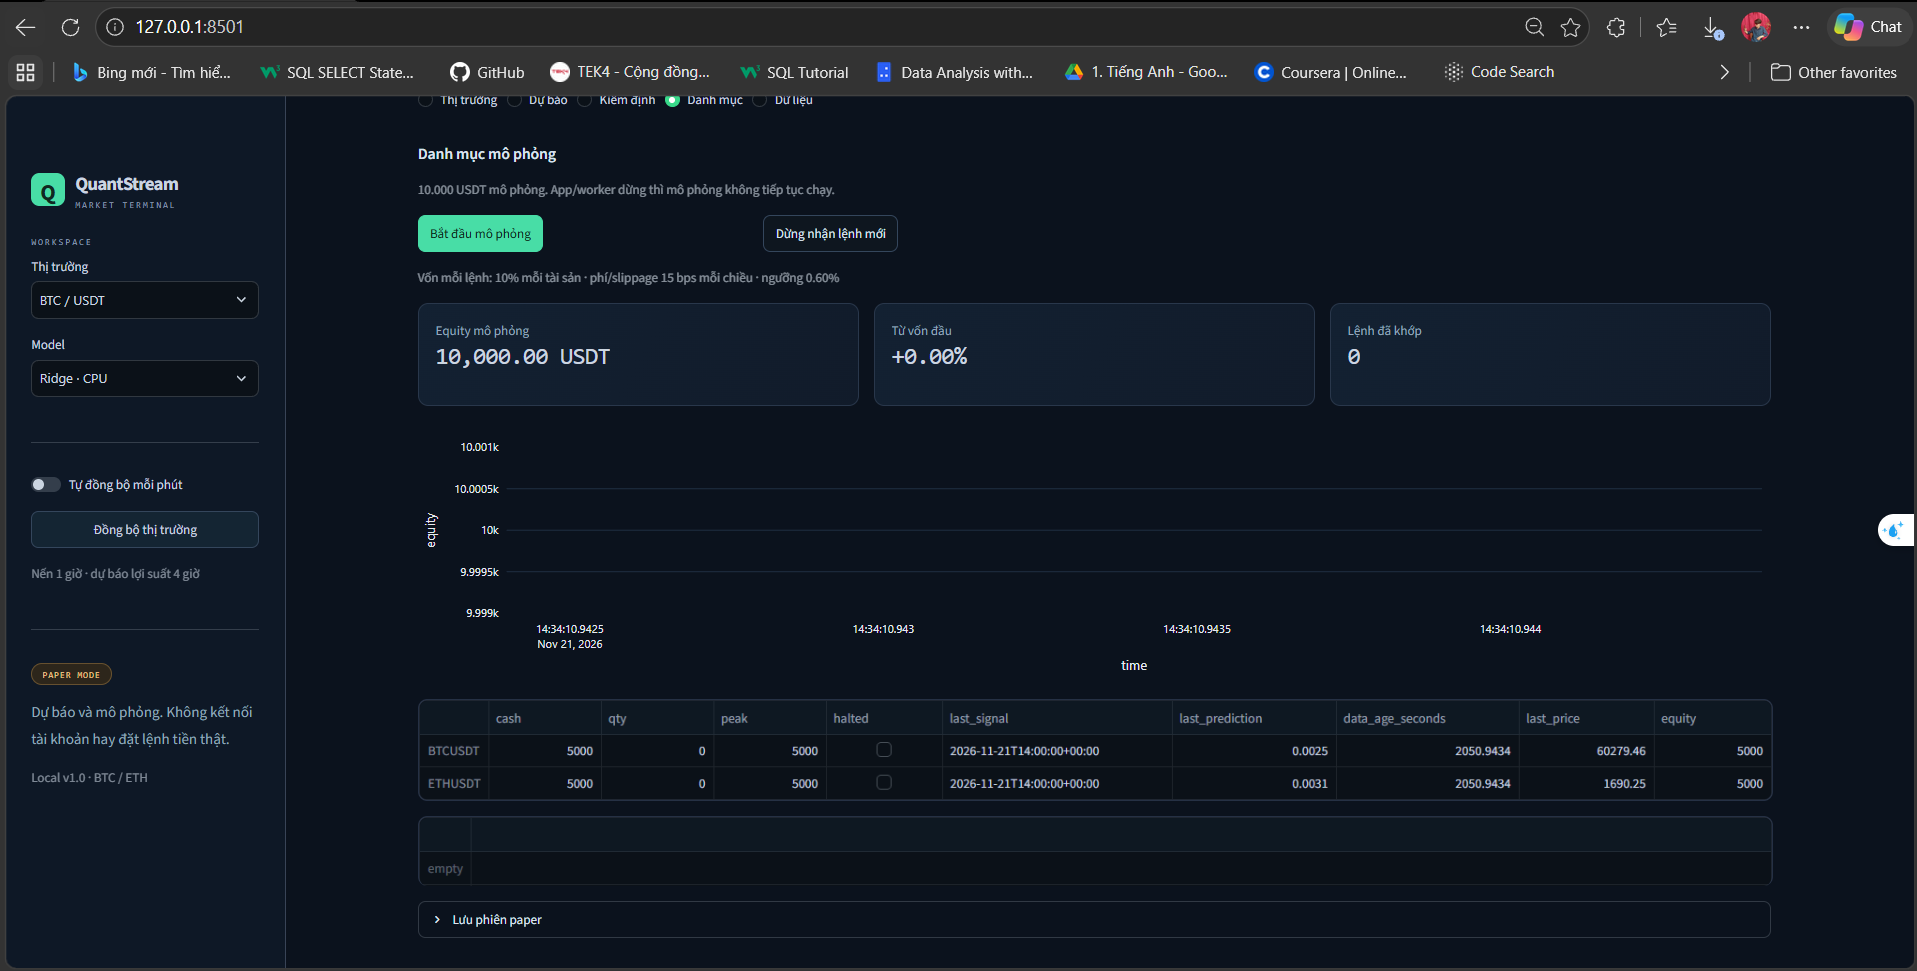 127.0.0.1:8501
Chat
Bing mới - Tìm hiể...
SQL SELECT State...
GitHub
TEK4 - Cộng đồng...
SQL Tutorial
Data Analysis with...
1. Tiếng Anh - Goo...
Coursera | Online...
Code Search
Other favorites
Q
QuantStream
MARKET TERMINAL
WORKSPACE
Thị trường
BTC / USDT
Model
Ridge · CPU
Tự đồng bộ mỗi phút
Đồng bộ thị trường
Nến 1 giờ · dự báo lợi suất 4 giờ
PAPER MODE
Dự báo và mô phỏng. Không kết nối
tài khoản hay đặt lệnh tiền thật.
Local v1.0 · BTC / ETH
Thị trường Dự báo Kiểm định Danh mục Dữ liệu
Danh mục mô phỏng
10.000 USDT mô phỏng. App/worker dừng thì mô phỏng không tiếp tục chạy.
Bắt đầu mô phỏng
Dừng nhận lệnh mới
Vốn mỗi lệnh: 10% mỗi tài sản · phí/slippage 15 bps mỗi chiều · ngưỡng 0.60%
Equity mô phỏng
10,000.00 USDT
Từ vốn đầu
+0.00%
Lệnh đã khớp
0
10.001k
10.0005k
10k
9.9995k
9.999k
equity
14:34:10.9425 14:34:10.943 14:34:10.9435 14:34:10.944
Nov 21, 2026
time
cash qty peak halted last_signal last_prediction data_age_seconds last_price equity
BTCUSDT 5000 0 5000 2026-11-21T14:00:00+00:00 0.0025 2050.9434 60279.46 5000
ETHUSDT 5000 0 5000 2026-11-21T14:00:00+00:00 0.0031 2050.9434 1690.25 5000
empty
Lưu phiên paper